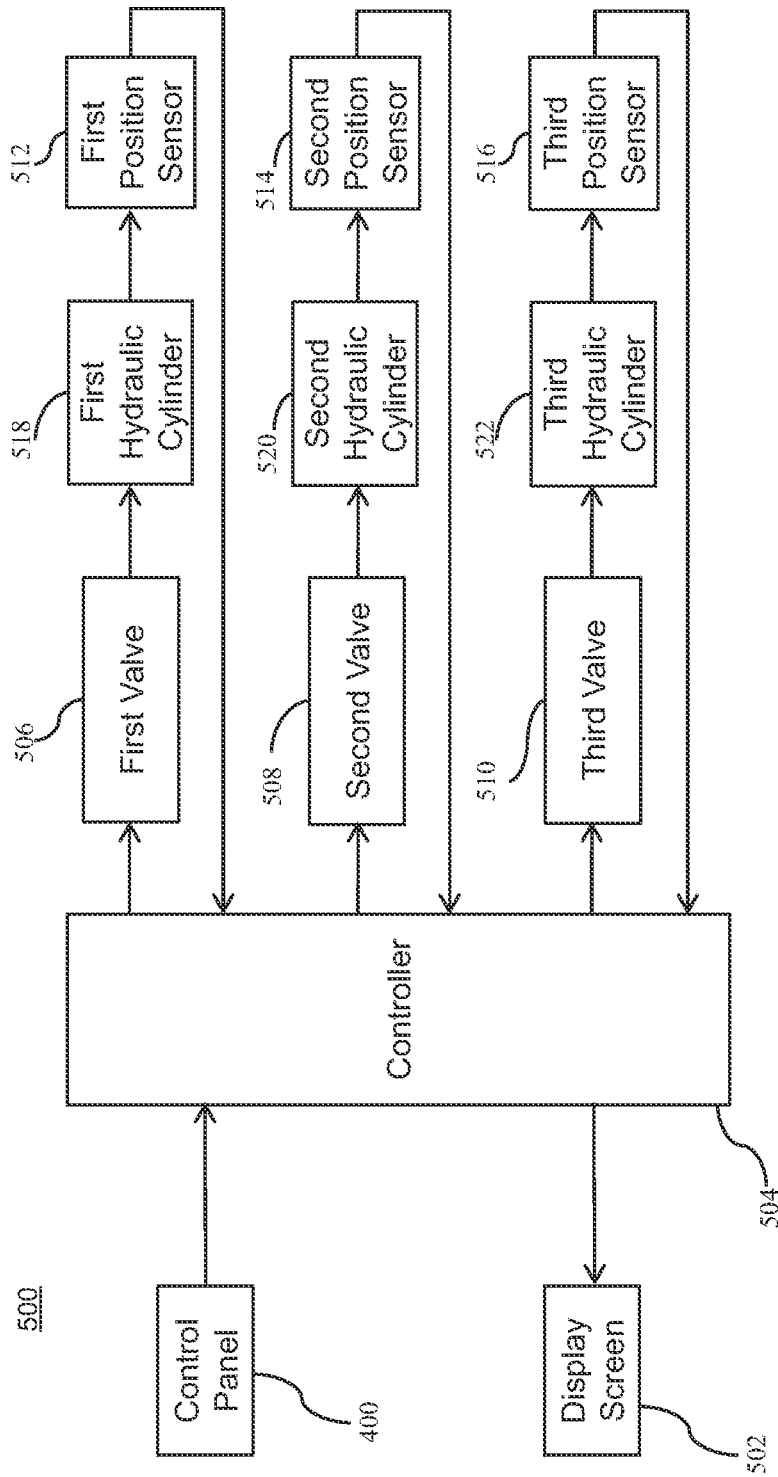 500
Control
Panel
400
Display
Screen
502
Controller
504
First Valve
506
First
Hydraulic
Cylinder
518
First
Position
Sensor
512
Second Valve
508
Second
Hydraulic
Cylinder
520
Second
Position
Sensor
514
Third Valve
510
Third
Hydraulic
Cylinder
522
Third
Position
Sensor
516